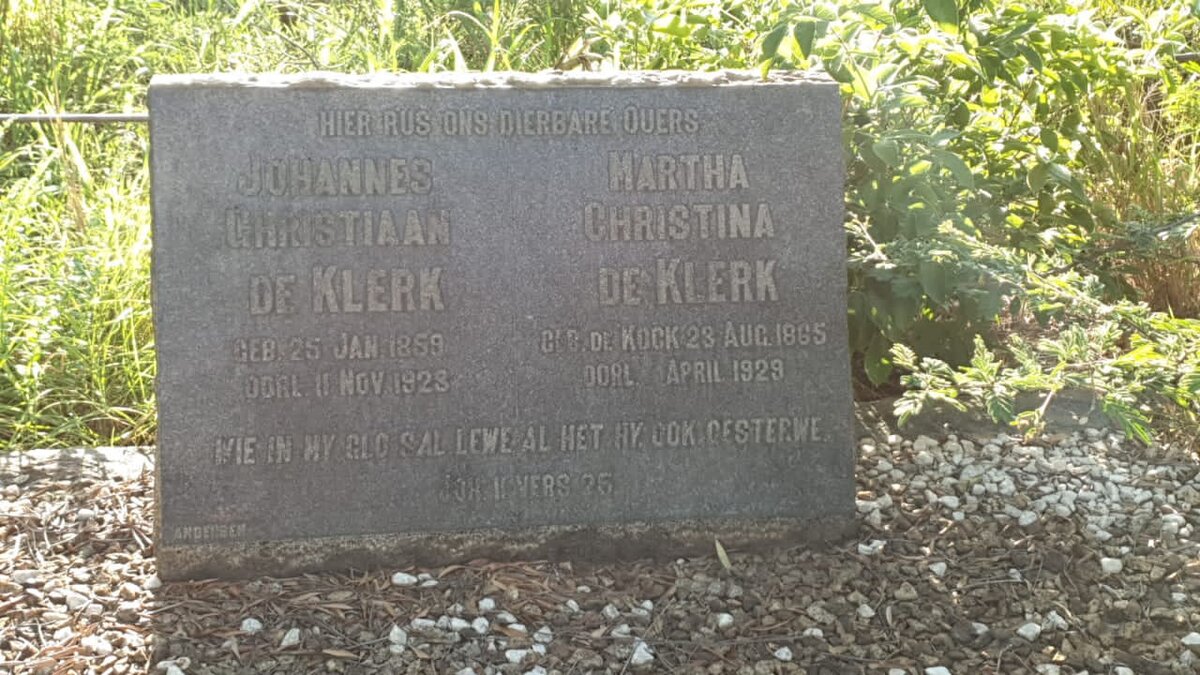 HIER RUS ONS DIERBARE OUERS
JOHANNES
CHRISTIAAN
DE KLERK
GEB. 25 JAN. 1859
OORL. 11 NOV. 1923
MARTHA
CHRISTINA
DE KLERK
GEB. DE KOCK 23 AUG. 1865
OORL. APRIL 1929
WIE IN MY GLO SAL LEWE AL HET HY OOK GESTERWE.
JOH. 11 VERS 25